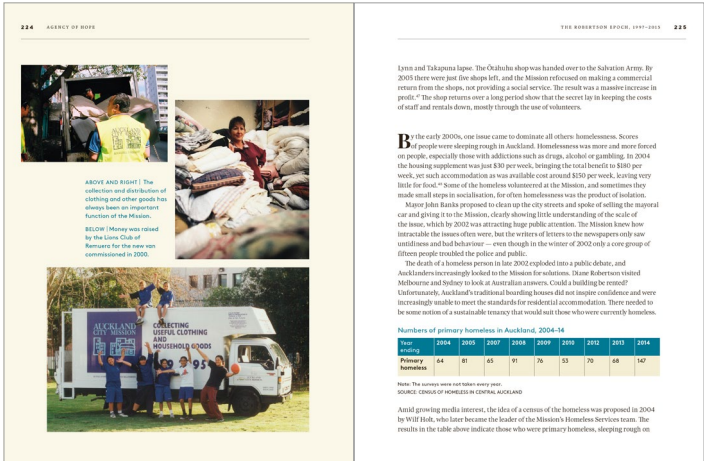 224 AGENCY OF HOPE
ABOVE AND RIGHT | The
collection and distribution of
clothing and other goods has
always been an important
function of the Mission.
BELOW | Money was raised
by the Lions Club of
Remuera for the new van
commissioned in 2000.
AUCKLAND
CITY
MISSION
COLLECTING
USEFUL CLOTHING
AND
HOUSEHOLD GOODS
THE ROBERTSON EPOCH, 1997–2015 225
Lynn and Takapuna lapse. The Ōtāhuhu shop was handed over to the Salvation Army. By
2005 there were just five shops left, and the Mission refocused on making a commercial
return from the shops, not providing a social service. The result was a massive increase in
profit. The shop returns over a long period show that the secret lay in keeping the costs
of staff and rentals down, mostly through the use of volunteers.
By the early 2000s, one issue came to dominate all others: homelessness. Scores
of people were sleeping rough in Auckland. Homelessness was more and more forced
on people, especially those with addictions such as drugs, alcohol or gambling. In 2004
the housing supplement was just $30 per week, bringing the total benefit to $180 per
week, yet such accommodation as was available cost around $150 per week, leaving very
little for food. Some of the homeless volunteered at the Mission, and sometimes they
made small steps in socialisation, for often homelessness was the product of isolation.
Mayor John Banks proposed to clean up the city streets and spoke of selling the mayoral
car and giving it to the Mission, clearly showing little understanding of the scale of
the issue, which by 2002 was attracting huge public attention. The Mission knew how
intractable the issues often were, but the writers of letters to the newspapers only saw
untidiness and bad behaviour — even though in the winter of 2002 only a core group of
fifteen people troubled the police and public.
The death of a homeless person in late 2002 exploded into a public debate, and
Aucklanders increasingly looked to the Mission for solutions. Diane Robertson visited
Melbourne and Sydney to look at Australian answers. Could a building be rented?
Unfortunately, Auckland's traditional boarding houses did not inspire confidence and were
increasingly unable to meet the standards for residential accommodation. There needed to
be some notion of a sustainable tenancy that would suit those who were currently homeless.
Numbers of primary homeless in Auckland, 2004–14
Year ending 2004 2005 2007 2008 2009 2010 2012 2013 2014
Primary homeless 64 81 65 91 76 53 70 68 147
Note: The surveys were not taken every year.
SOURCE: CENSUS OF HOMELESS IN CENTRAL AUCKLAND
Amid growing media interest, the idea of a census of the homeless was proposed in 2004
by Wilf Holt, who later became the leader of the Mission's Homeless Services team. The
results in the table above indicate those who were primary homeless, sleeping rough on